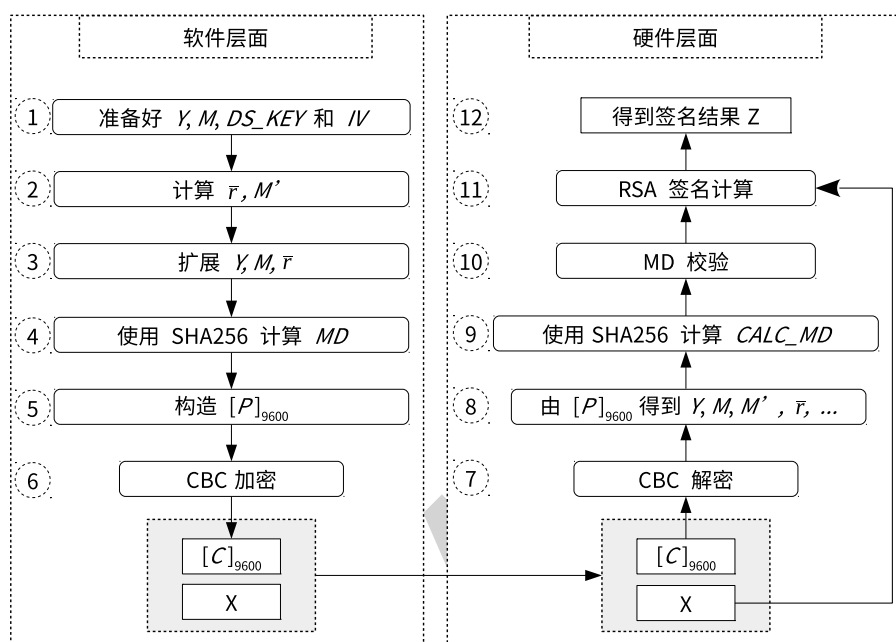 软件层面
① 准备好 Y, M, DS_KEY 和 IV
② 计算 r̄, M’
③ 扩展 Y, M, r̄
④ 使用 SHA256 计算 MD
⑤ 构造 [P]9600
⑥ CBC 加密
[C]9600
X
硬件层面
⑫ 得到签名结果 Z
⑪ RSA 签名计算
⑩ MD 校验
⑨ 使用 SHA256 计算 CALC_MD
⑧ 由 [P]9600 得到 Y, M, M’, r̄, ...
⑦ CBC 解密
[C]9600
X